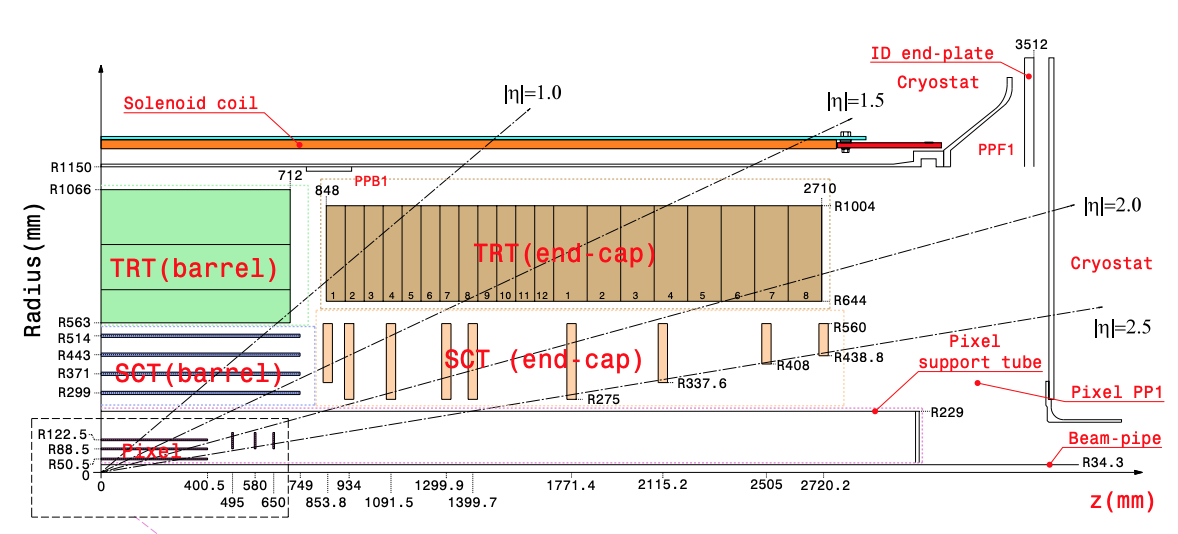 3512
ID end-plate
Cryostat
|η|=1.0
|η|=1.5
Solenoid coil
PPF1
R1150
712
PPB1
R1066
848
2710
R1004
|η|=2.0
Radius(mm)
TRT(barrel)
TRT(end-cap)
Cryostat
1 2 3 4 5 6 7 8 9 10 11 12 1 2 3 4 5 6 7 8
R644
R563
R560
|η|=2.5
R514
Pixel
support tube
R443
SCT(barrel)
SCT (end-cap)
R438.8
R408
R371
R337.6
Pixel PP1
R299
R275
R229
R122.5
Beam-pipe
R88.5
Pixel
R50.5
R34.3
0
0 400.5 580 749 934 1299.9 1771.4 2115.2 2505 2720.2
495 650 853.8 1091.5 1399.7
z(mm)